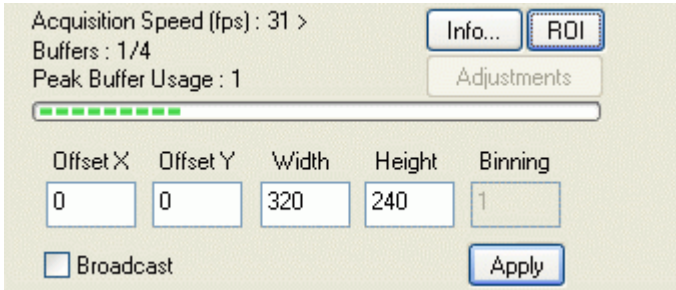 Acquisition Speed (fps) : 31 >
Buffers : 1/4
Peak Buffer Usage : 1
Info... ROI
Adjustments
Offset X Offset Y Width Height Binning
0 0 320 240 1
Broadcast Apply